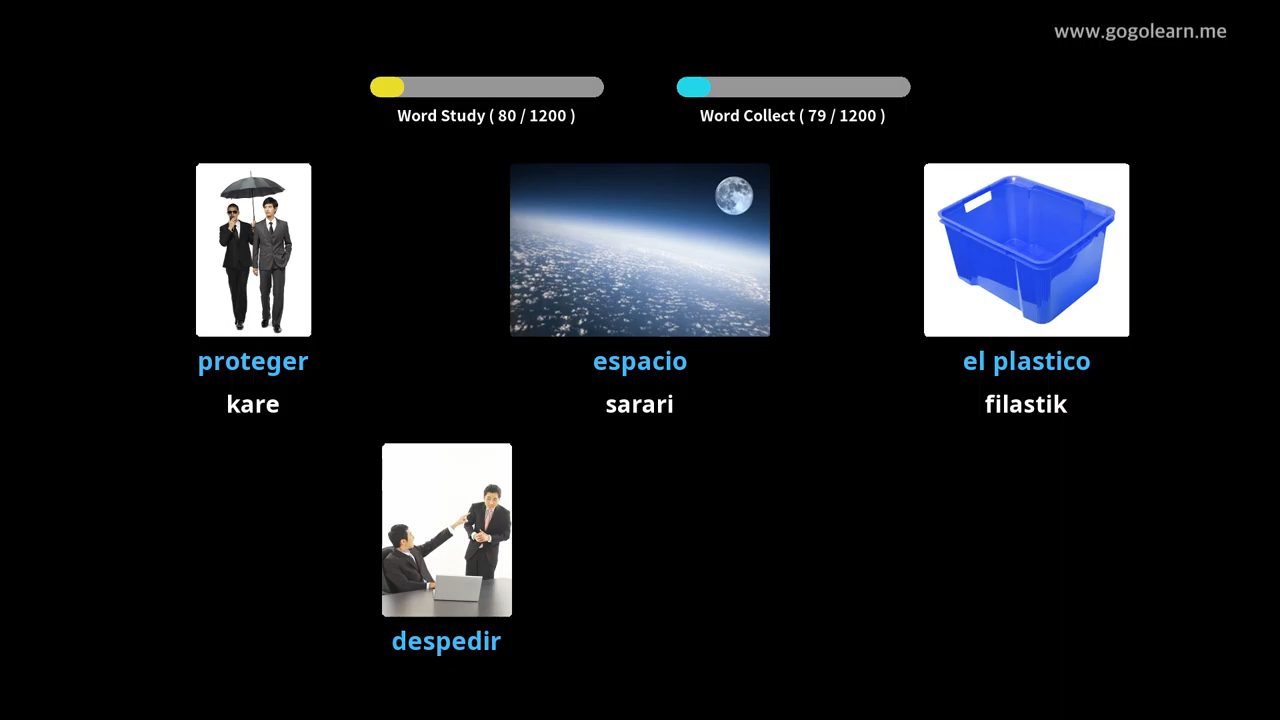 www.gogolearn.me
Word Study ( 80 / 1200 )
Word Collect ( 79 / 1200 )
proteger
espacio
el plastico
kare
sarari
filastik
despedir